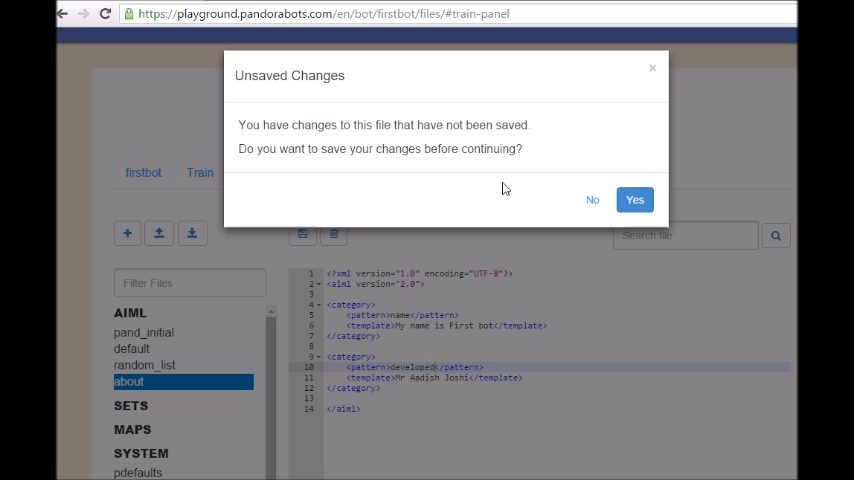 https://playground.pandorabots.com/en/bot/firstbot/files/#train-panel
Unsaved Changes
×
You have changes to this file that have not been saved.
Do you want to save your changes before continuing?
No
Yes
firstbot
Train
Filter Files
Search file
AIML
pand_initial
default
random_list
about
SETS
MAPS
SYSTEM
pdefaults
1 <?xml version="1.0" encoding="UTF-8"?>
2 <aiml version="2.0">
3
4 <category>
5 <pattern>name</pattern>
6 <template>My name is First bot</template>
7 </category>
8
9 <category>
10 <pattern>developed</pattern>
11 <template>Mr Aadish Joshi</template>
12 </category>
13
14 </aiml>